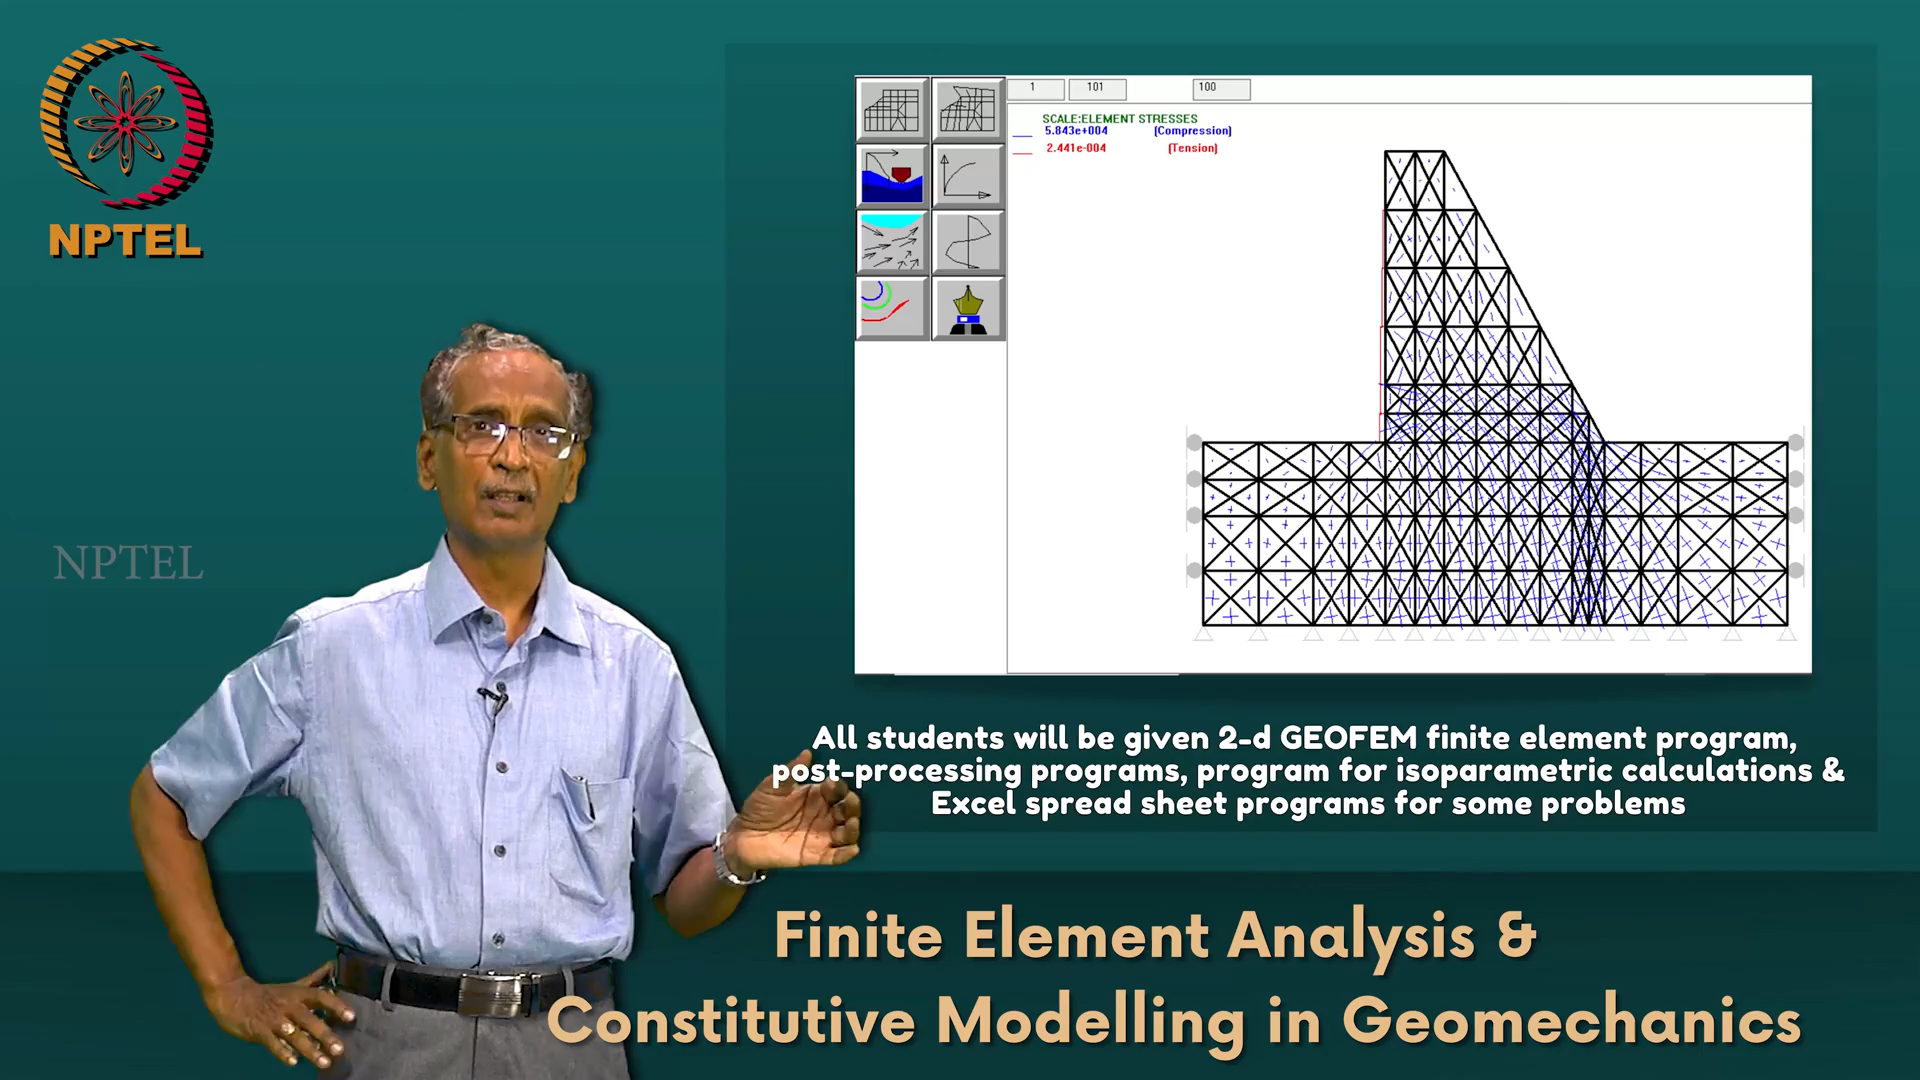 NPTEL
1
101
100
SCALE:ELEMENT STRESSES
5.843e+004 (Compression)
2.441e-004 (Tension)
NPTEL
All students will be given 2-d GEOFEM finite element program,
post-processing programs, program for isoparametric calculations &
Excel spread sheet programs for some problems
Finite Element Analysis &
Constitutive Modelling in Geomechanics